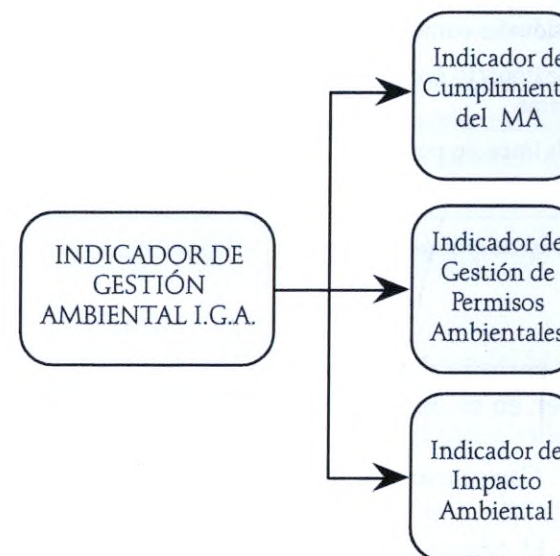 INDICADOR DE
GESTIÓN
AMBIENTAL I.G.A.
Indicador de
Cumplimient
del MA
Indicador de
Gestión de
Permisos
Ambientales
Indicador de
Impacto
Ambiental